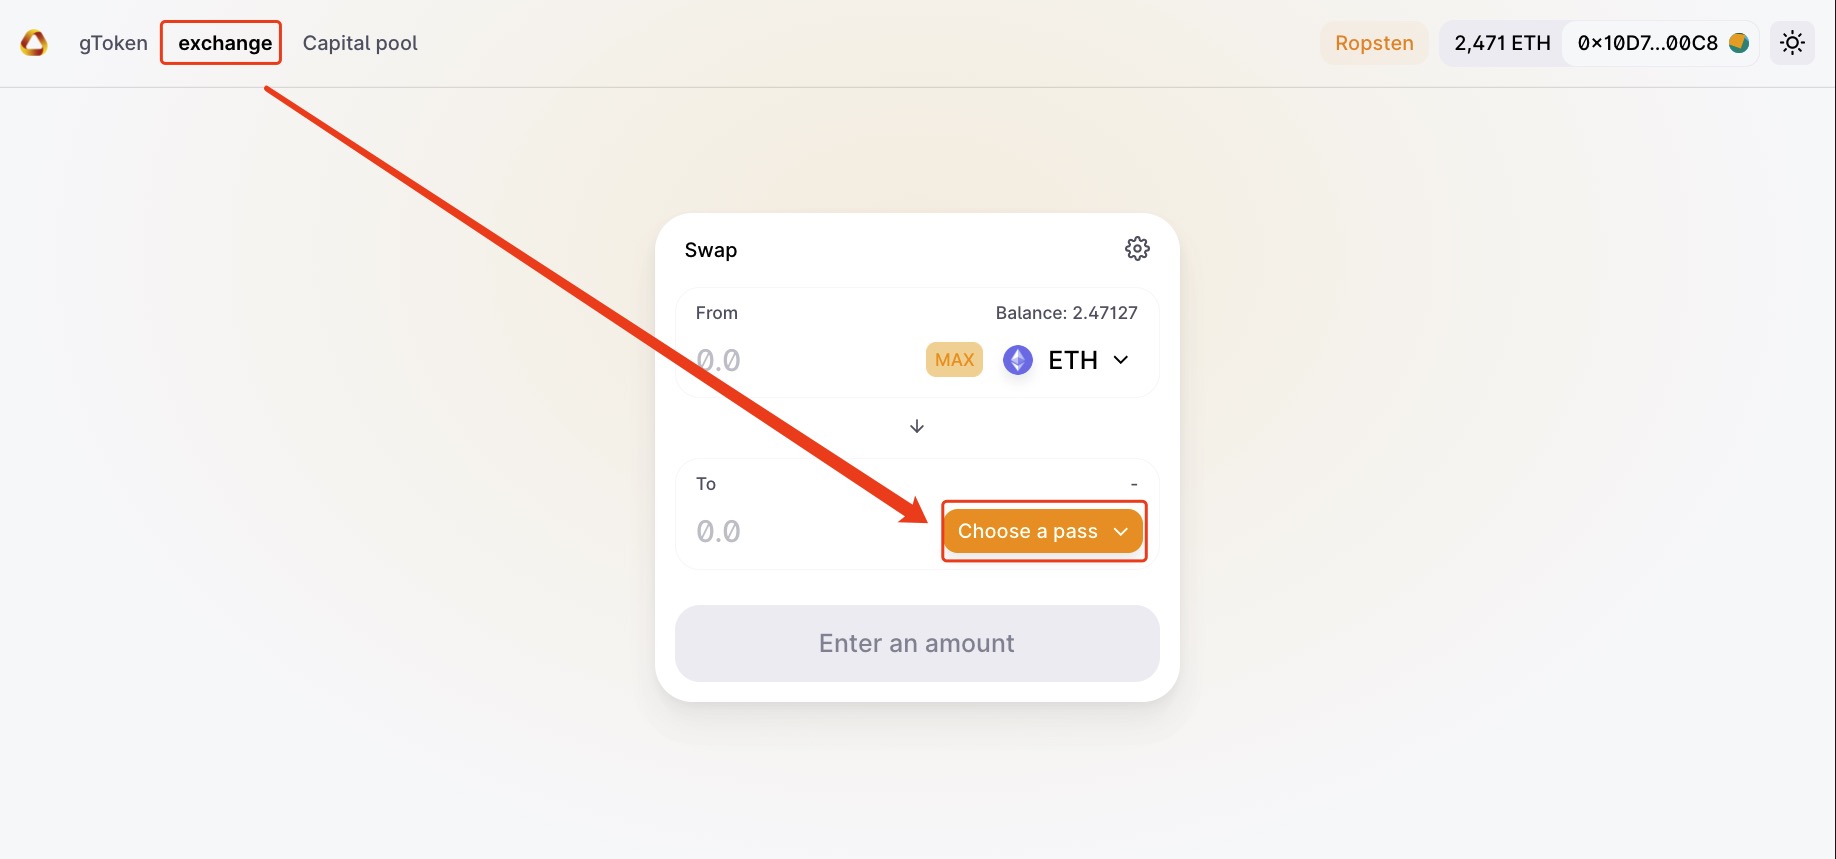 gToken exchange Capital pool Ropsten 2,471 ETH 0x10D7...00C8
Swap
From Balance: 2.47127
0.0 MAX ETH
To -
0.0 Choose a pass
Enter an amount